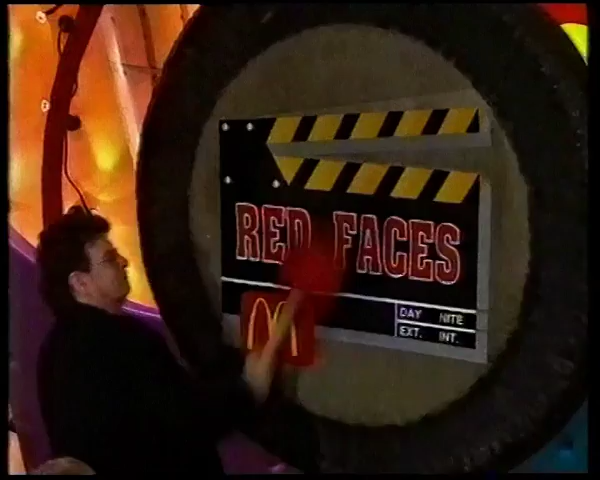 RED FACES
DAY NITE
EXT. INT.